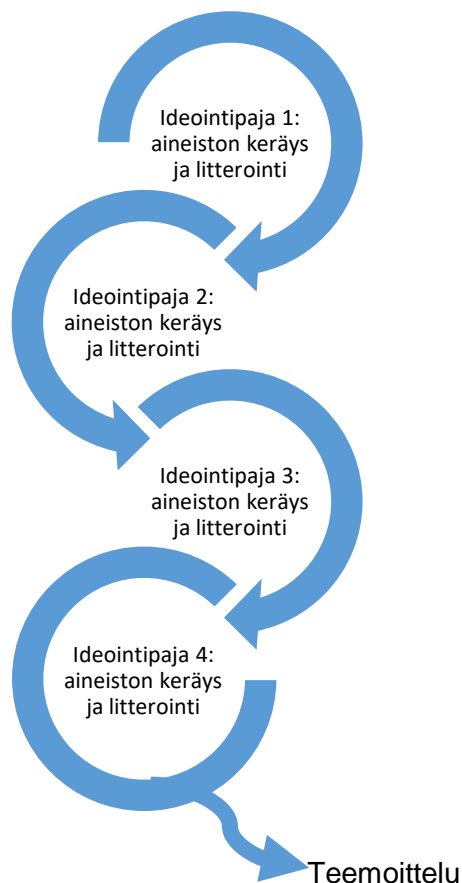 Ideointipaja 1:
aineiston keräys
ja litterointi
Ideointipaja 2:
aineiston keräys
ja litterointi
Ideointipaja 3:
aineiston keräys
ja litterointi
Ideointipaja 4:
aineiston keräys
ja litterointi
Teemoittelu